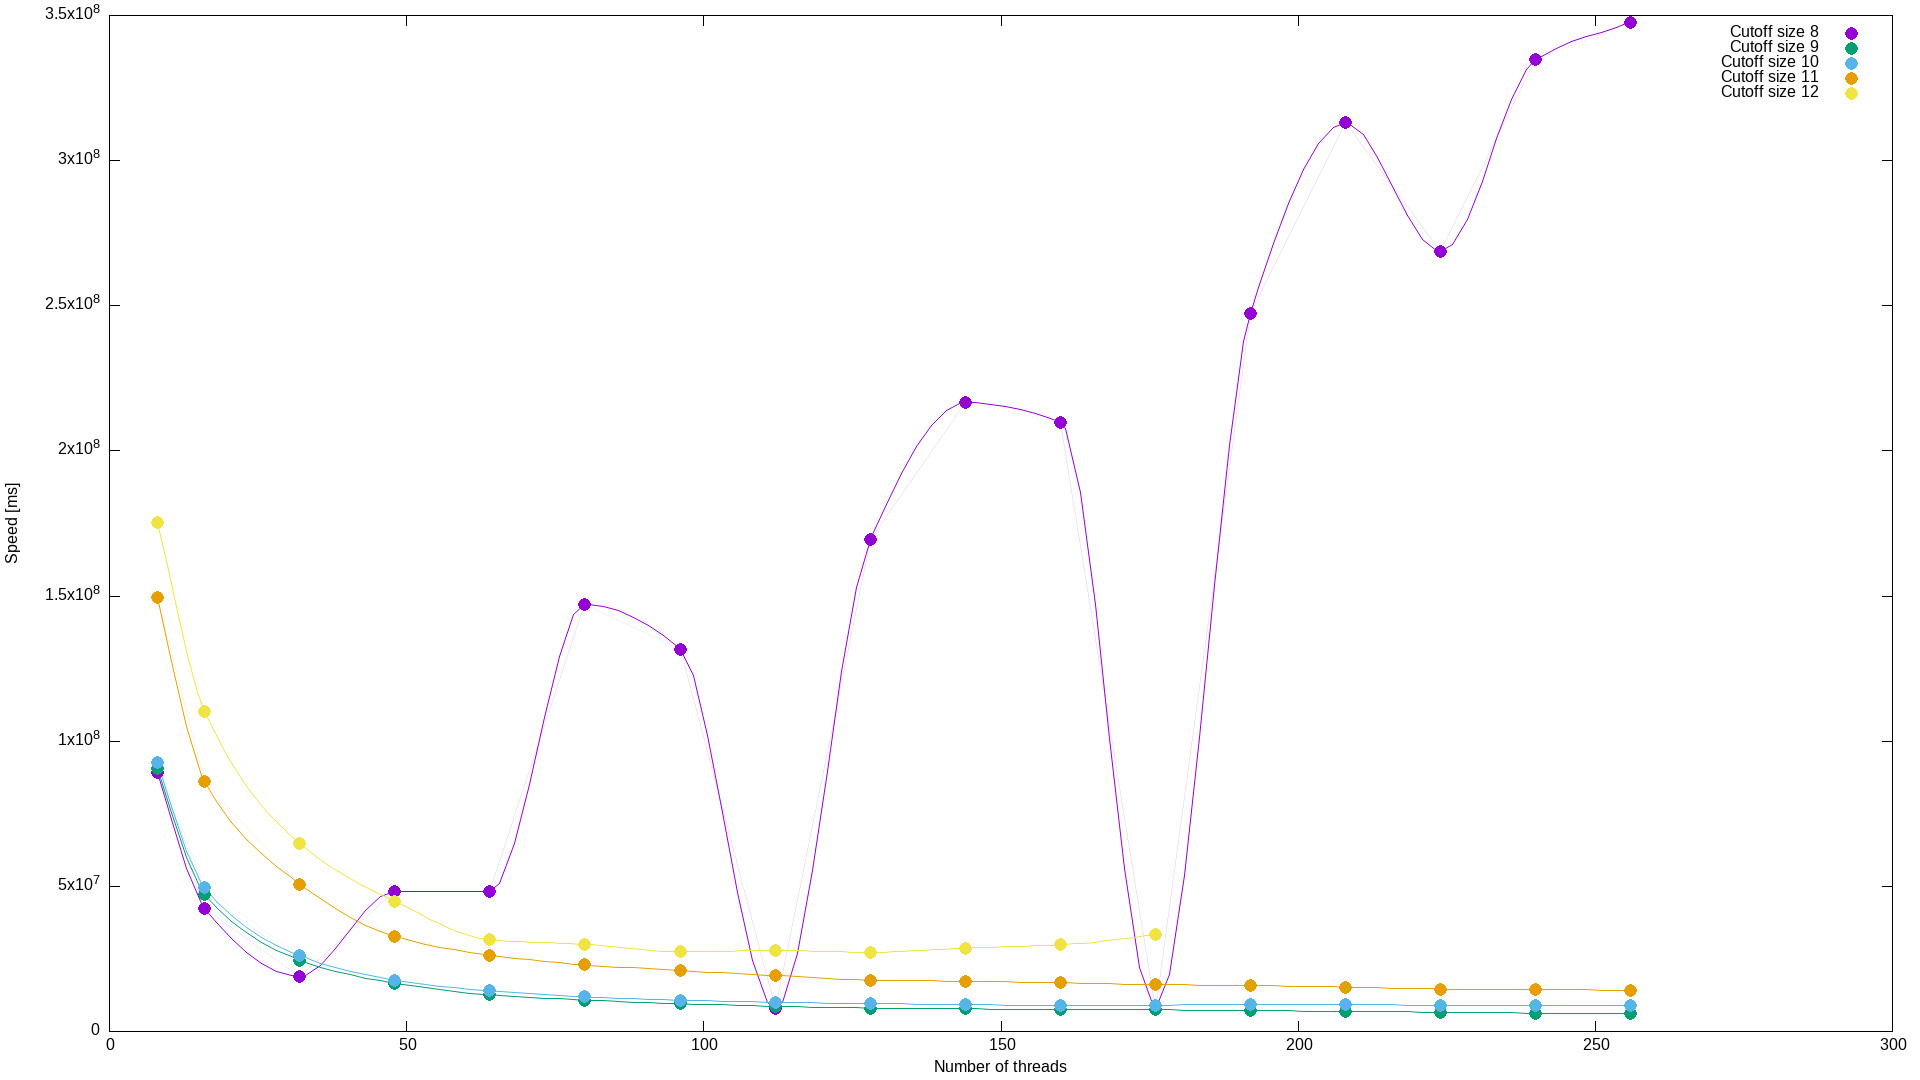 3.5x10^8
3x10^8
2.5x10^8
2x10^8
1.5x10^8
1x10^8
5x10^7
0
Speed [ms]
Cutoff size 8
Cutoff size 9
Cutoff size 10
Cutoff size 11
Cutoff size 12
0 50 100 150 200 250 300
Number of threads